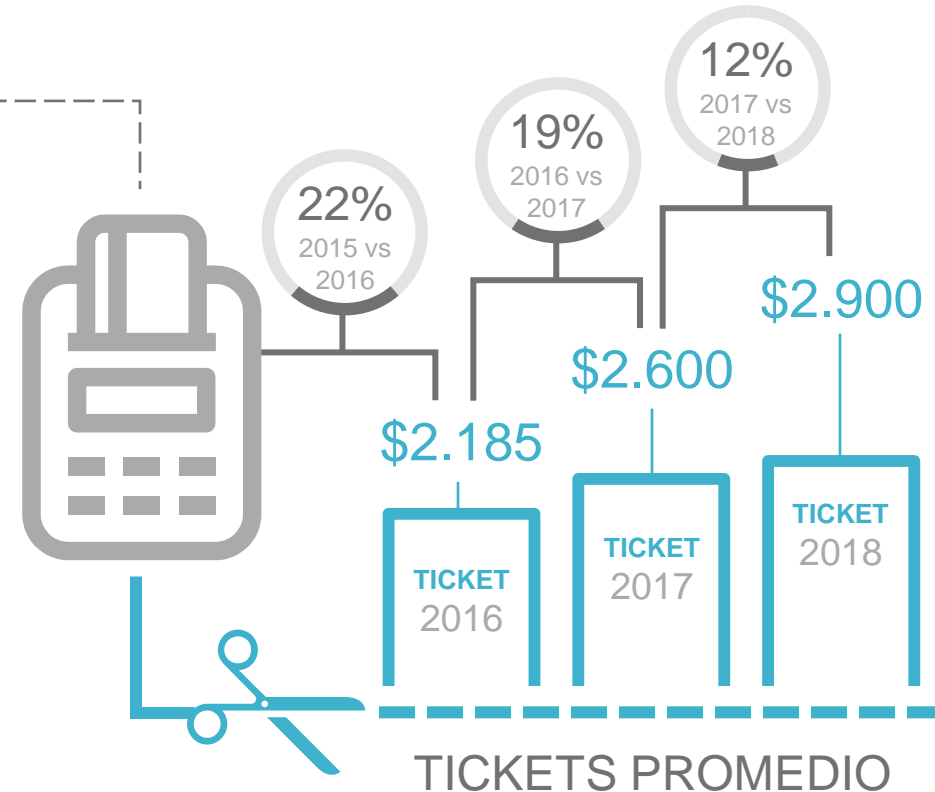 12%
2017 vs
2018
19%
2016 vs
2017
22%
2015 vs
2016
$2.900
$2.600
$2.185
TICKET
2018
TICKET
2017
TICKET
2016
TICKETS PROMEDIO